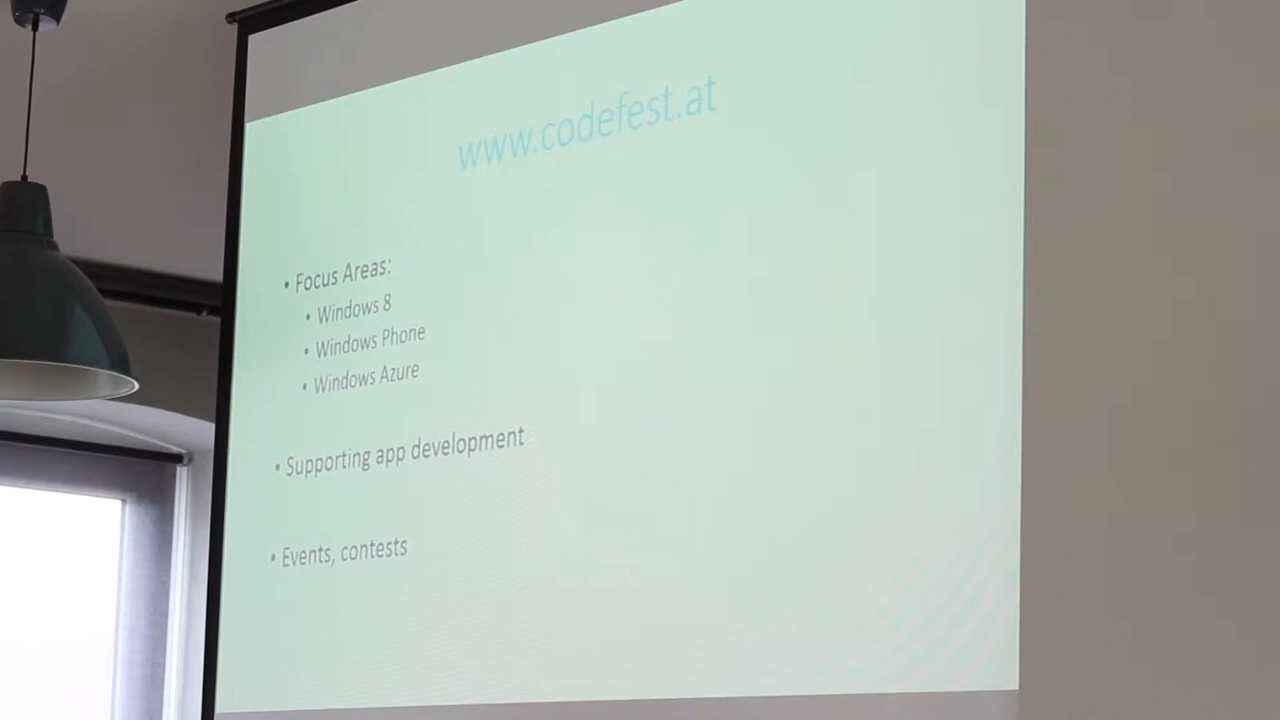 www.codefest.at
• Focus Areas:
• Windows 8
• Windows Phone
• Windows Azure
• Supporting app development
• Events, contests